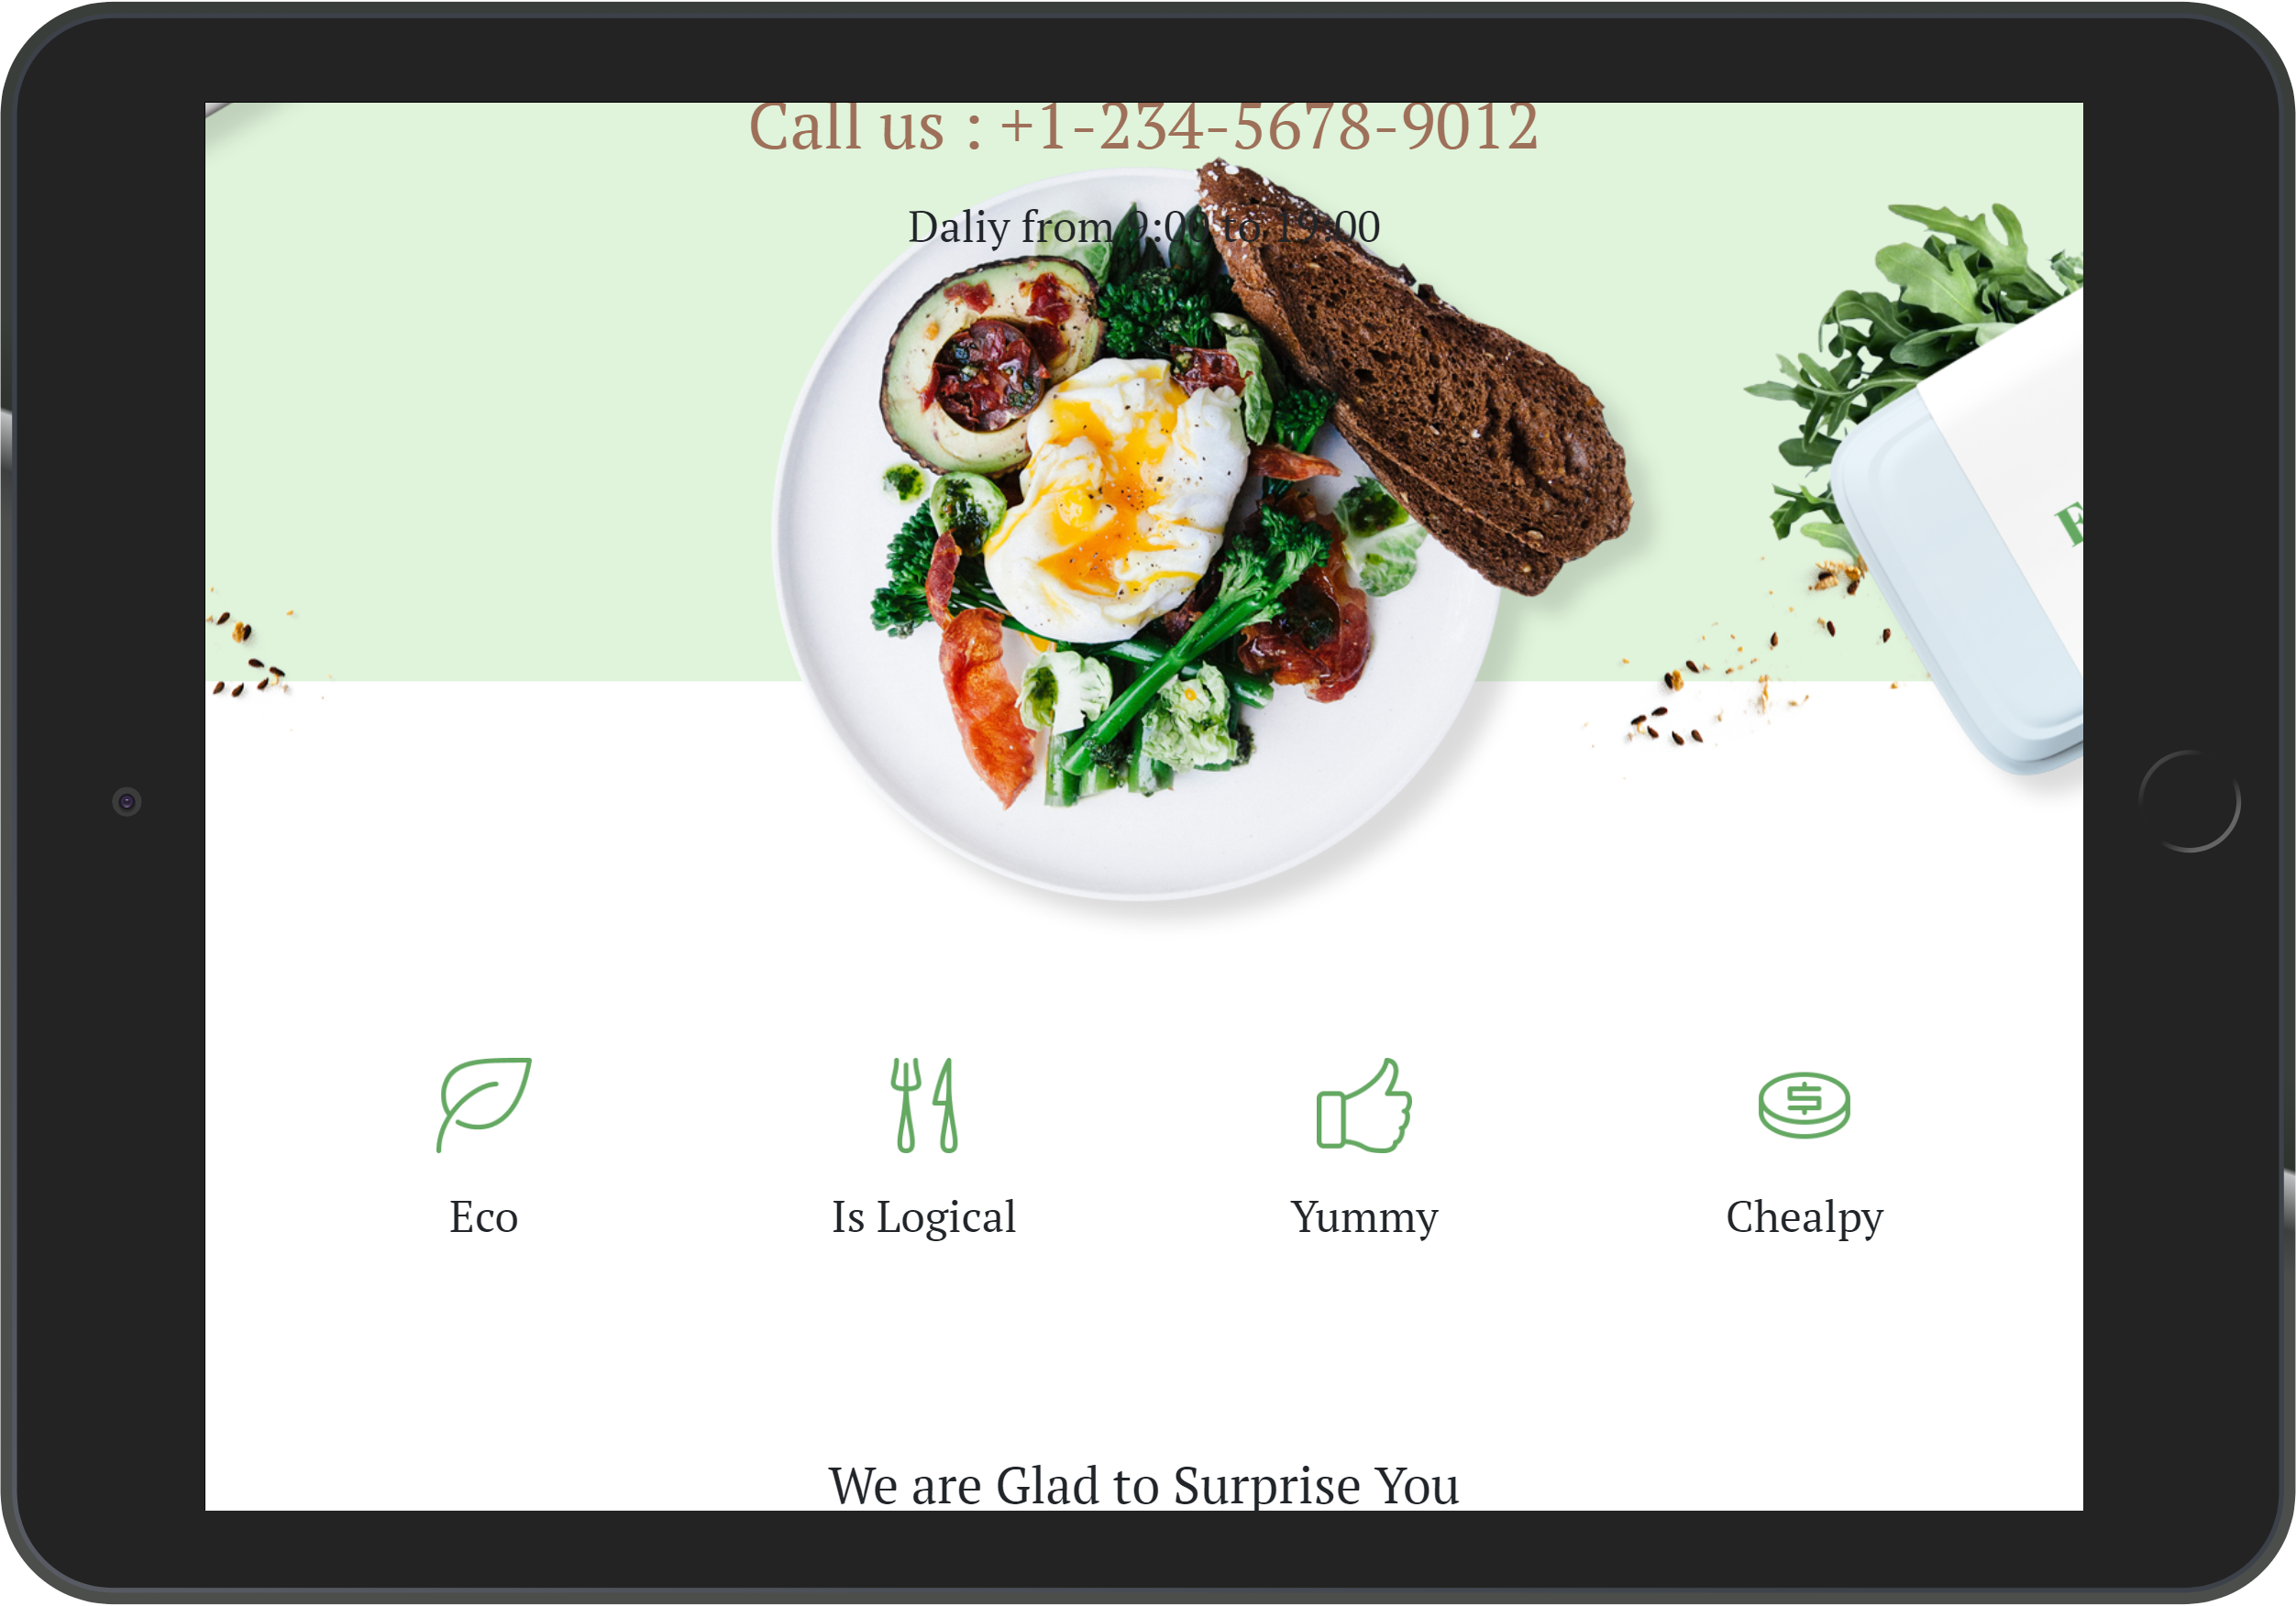 Call us : +1-234-5678-9012
Daliy from 9:00 to 19:00
E
Eco
Is Logical
Yummy
Chealpy
We are Glad to Surprise You